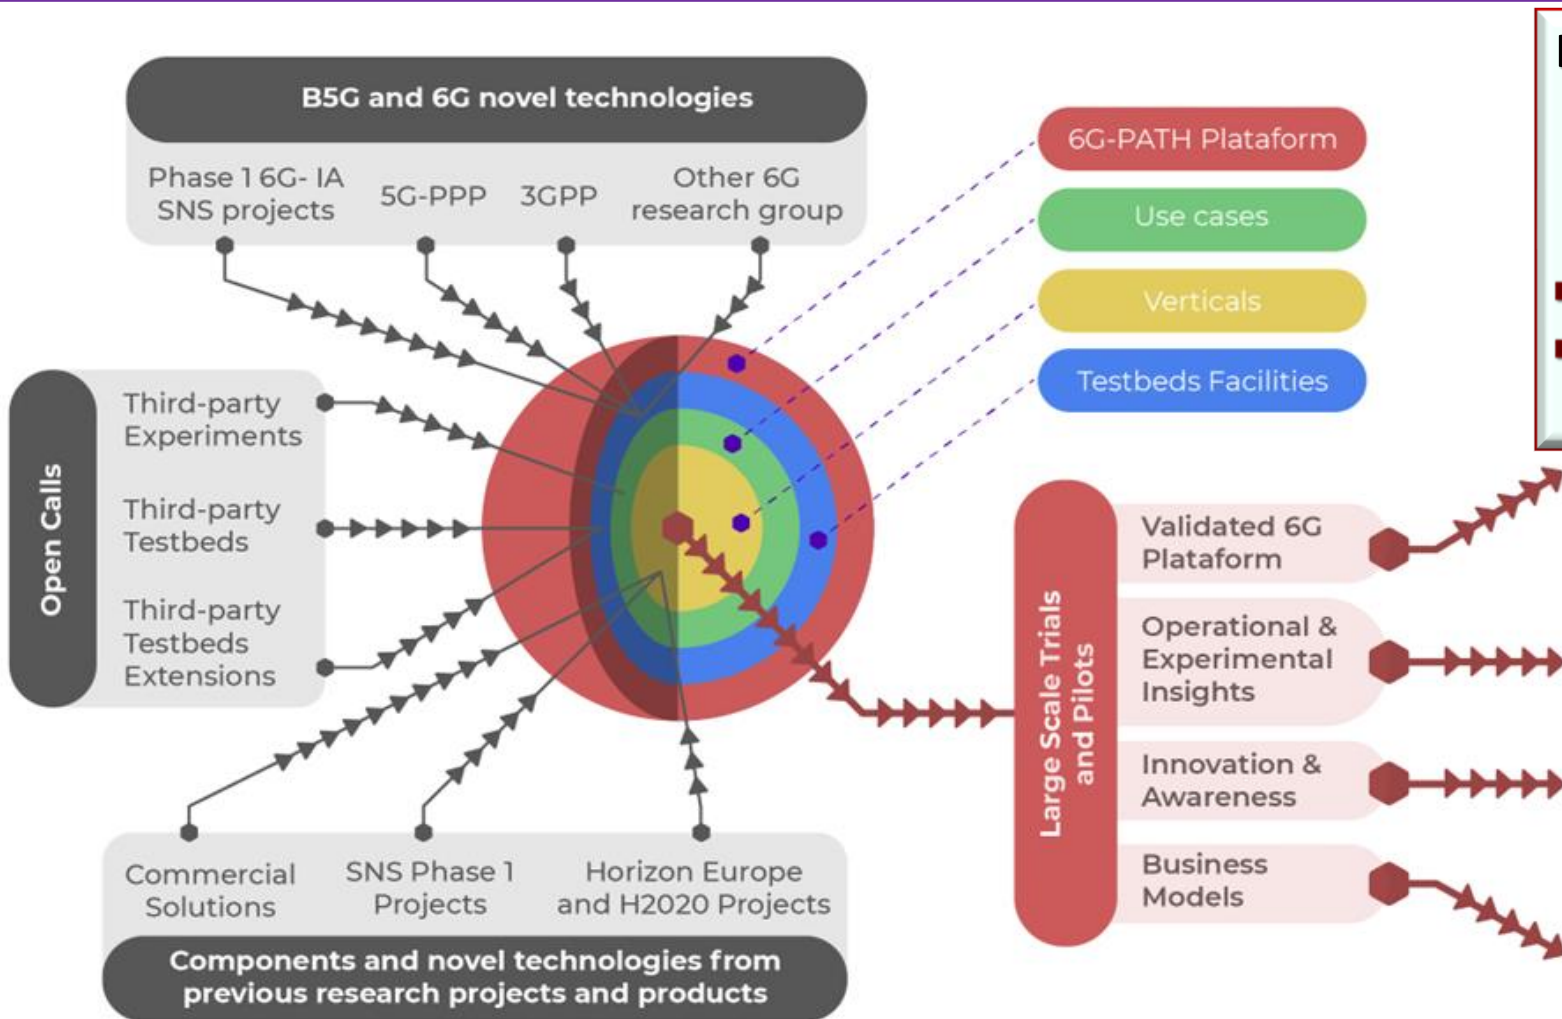 B5G and 6G novel technologies
Phase 1 6G- IA
SNS projects
5G-PPP
3GPP
Other 6G
research group
6G-PATH Plataform
Use cases
Verticals
Testbeds Facilities
Open Calls
Third-party
Experiments
Third-party
Testbeds
Third-party
Testbeds
Extensions
Large Scale Trials
and Pilots
Validated 6G
Plataform
Operational &
Experimental
Insights
Innovation &
Awareness
Business
Models
Commercial
Solutions
SNS Phase 1
Projects
Horizon Europe
and H2020 Projects
Components and novel technologies from
previous research projects and products